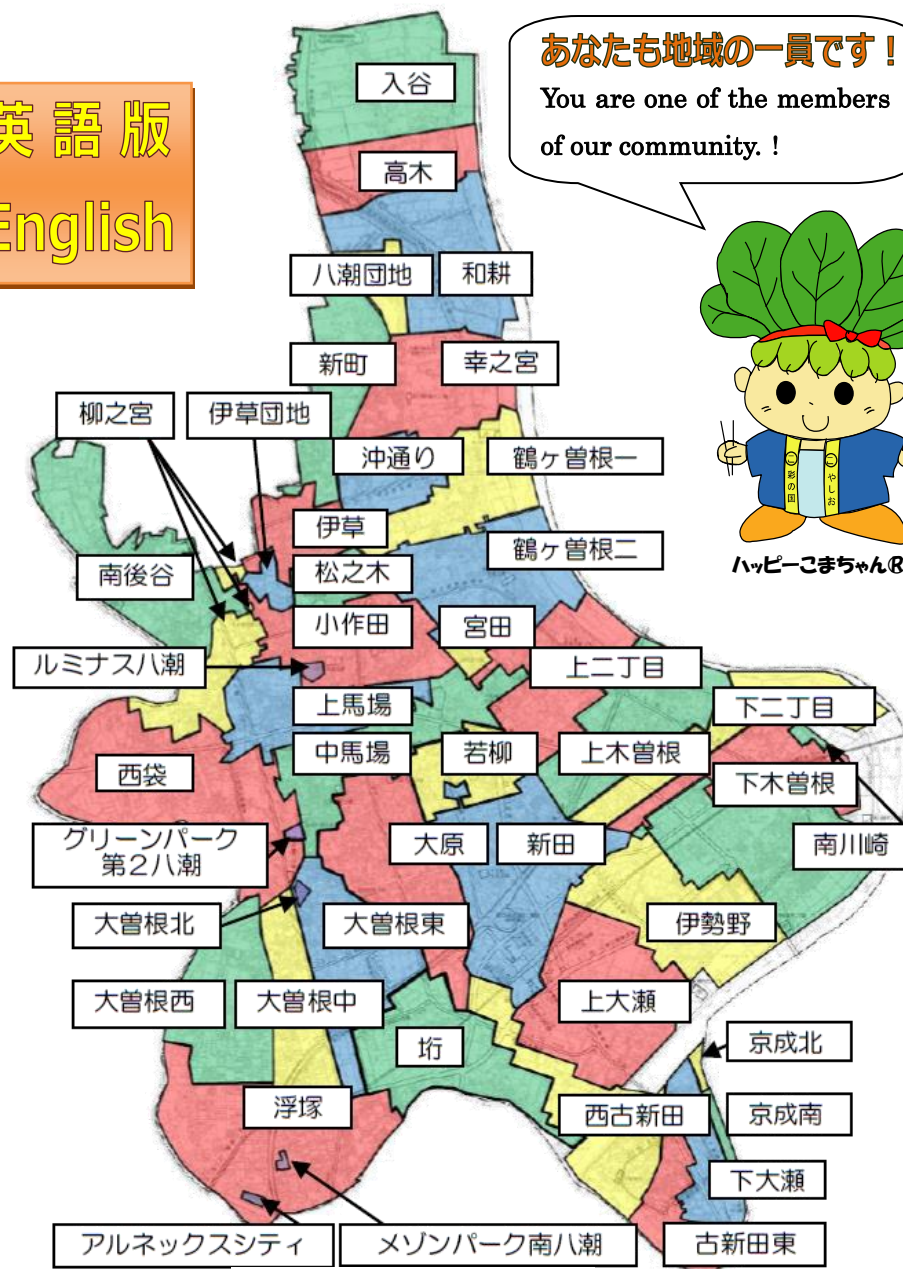 あなたも地域の一員です！
You are one of the members
of our community. !
英語版
English
入谷
高木
八潮団地
和耕
新町
幸之宮
柳之宮
伊草団地
沖通り
鶴ヶ曽根一
伊草
鶴ヶ曽根二
南後谷
松之木
小作田
宮田
ルミナス八潮
上二丁目
上馬場
下二丁目
中馬場
若柳
上木曽根
西袋
下木曽根
グリーンパーク
第２八潮
大原
新田
南川崎
大曽根北
大曽根東
伊勢野
大曽根西
大曽根中
上大瀬
垳
京成北
浮塚
西古新田
京成南
下大瀬
アルネックスシティ
メゾンパーク南八潮
古新田東
彩の国
やしお
ハッピーこまちゃん®